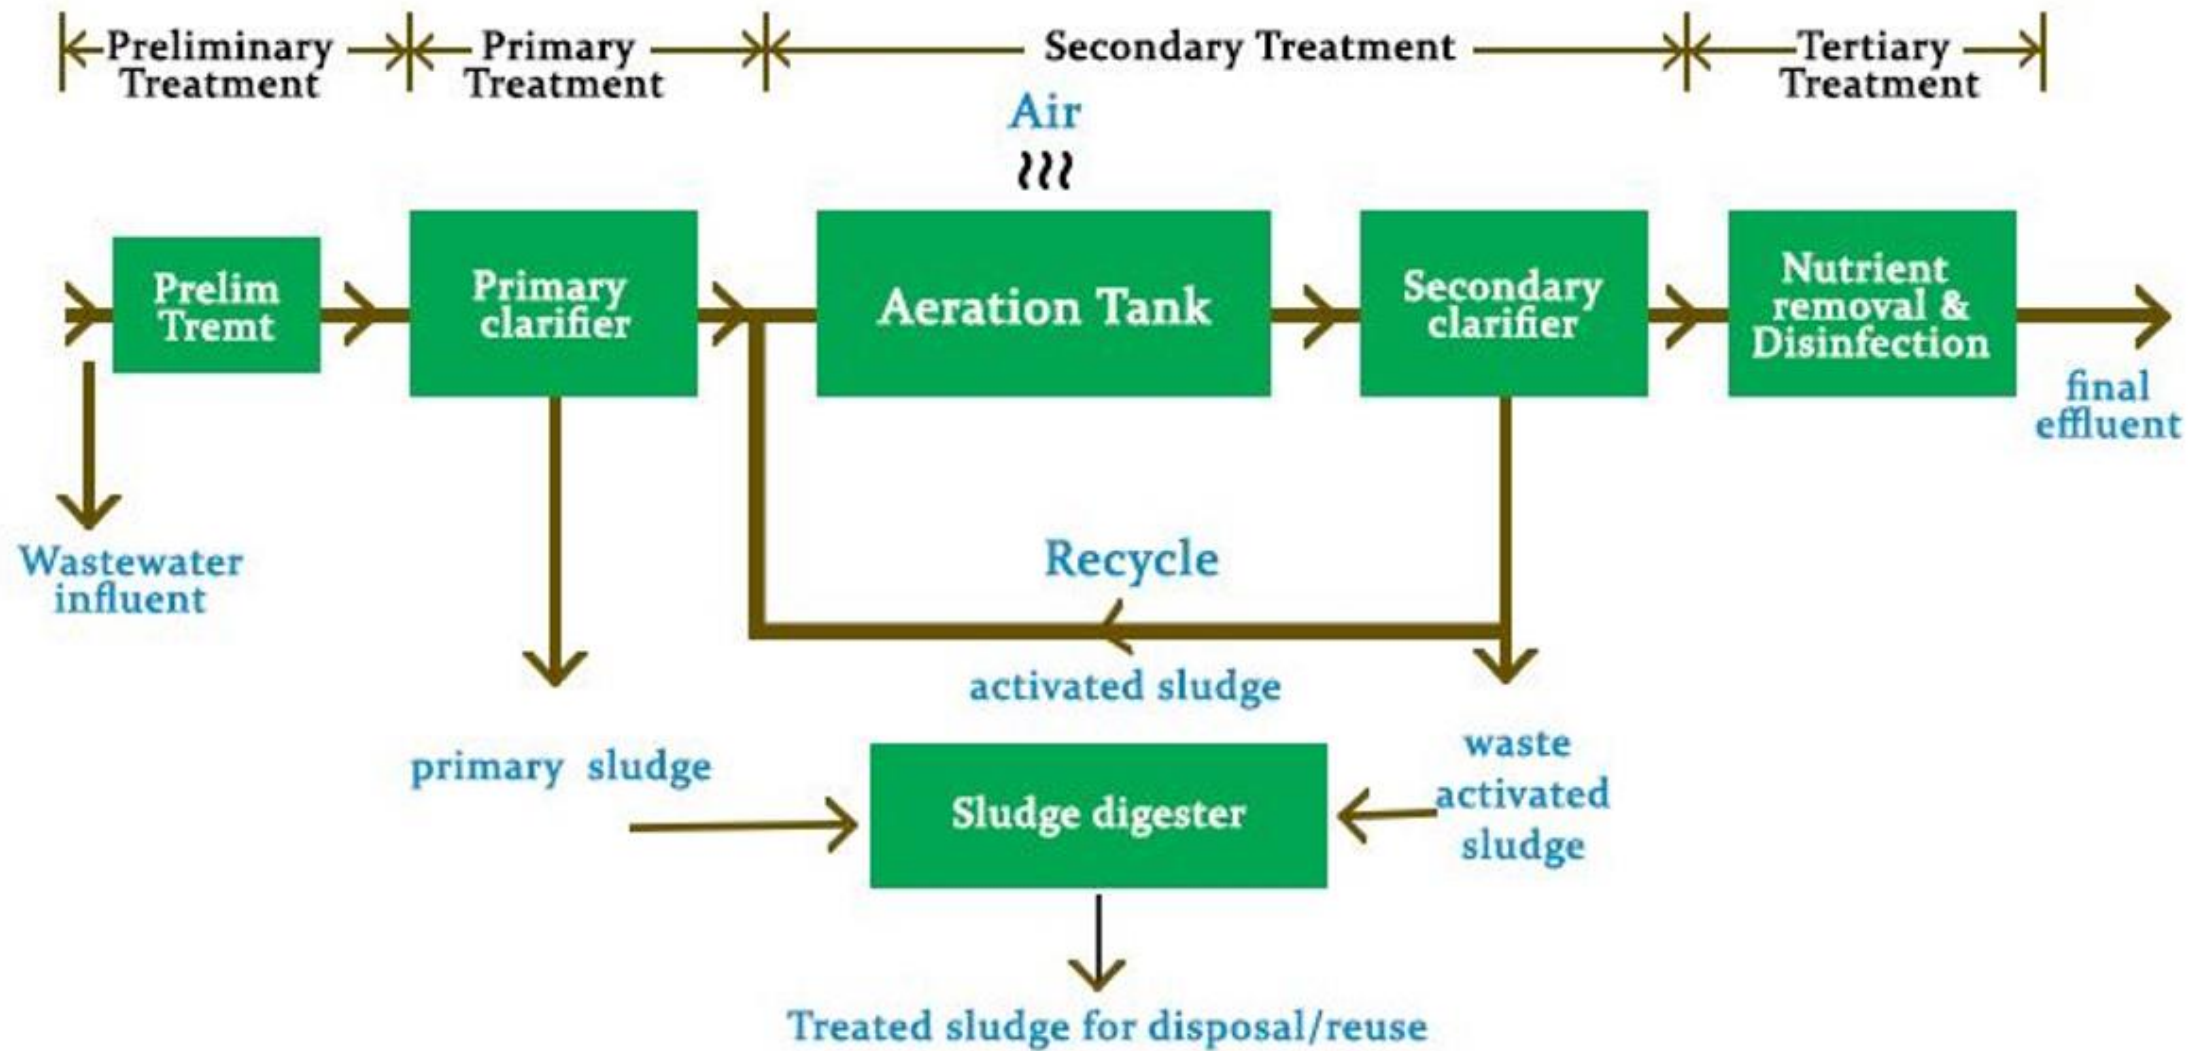 Preliminary
Treatment
Primary
Treatment
Secondary Treatment
Tertiary
Treatment
Air
Prelim
Tremt
Primary
clarifier
Aeration Tank
Secondary
clarifier
Nutrient
removal &
Disinfection
final
effluent
Wastewater
influent
Recycle
activated sludge
primary sludge
Sludge digester
waste
activated
sludge
Treated sludge for disposal/reuse